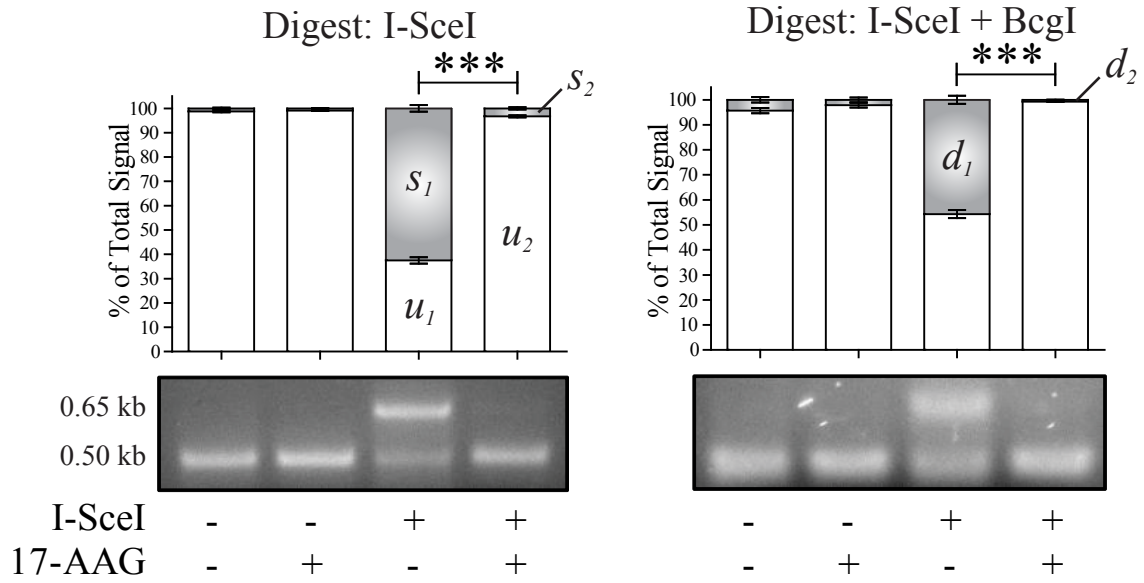 Digest: I-SceI
Digest: I-SceI + BcgI
***
***
s2
d2
% of Total Signal
100
90
80
70
60
50
40
30
20
10
0
s1
u1
u2
% of Total Signal
100
90
80
70
60
50
40
30
20
10
0
d1
0.65 kb
0.50 kb
I-SceI - - + + - - + +
17-AAG - + - + - + - +